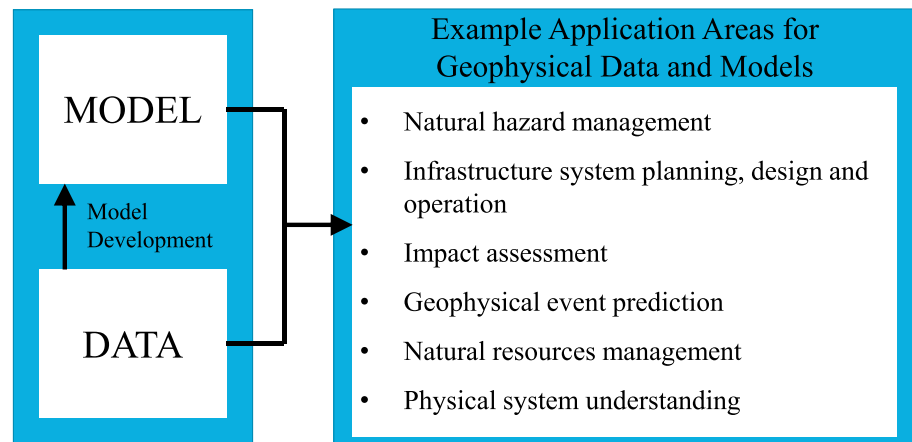 MODEL
Model
Development
DATA
Example Application Areas for
Geophysical Data and Models
• Natural hazard management
• Infrastructure system planning, design and
operation
• Impact assessment
• Geophysical event prediction
• Natural resources management
• Physical system understanding